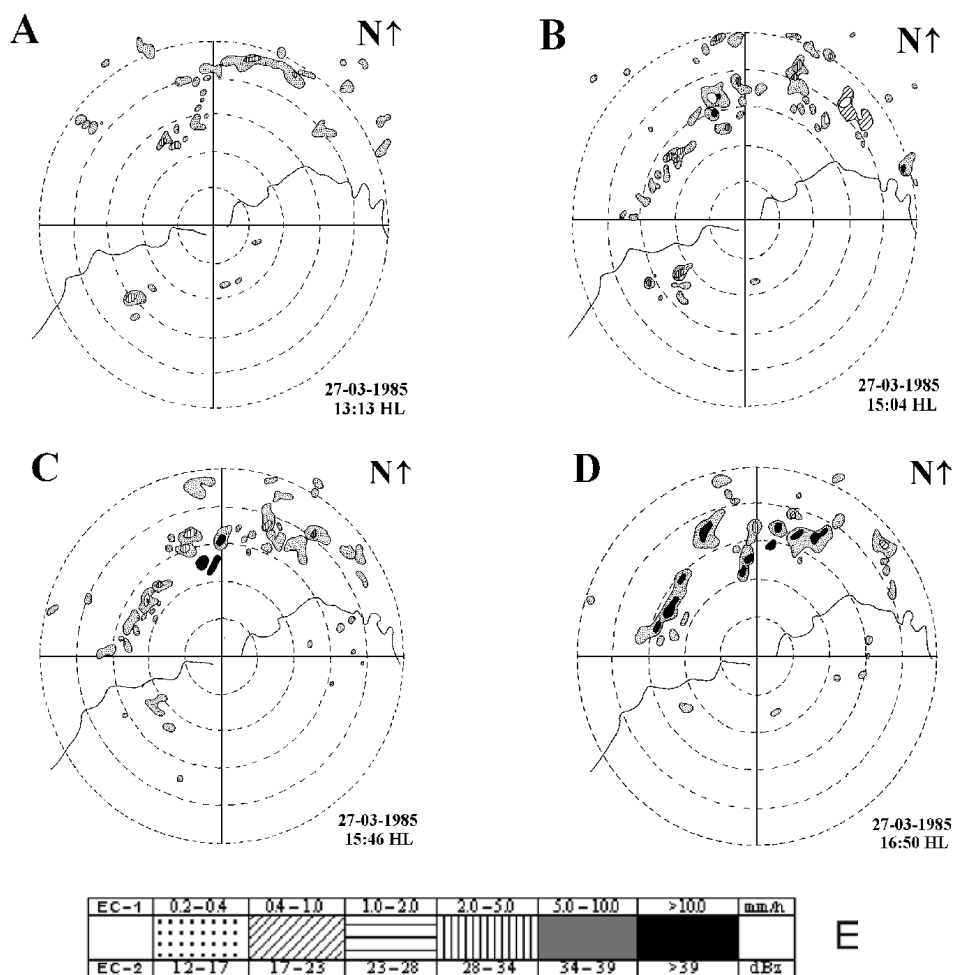 A N↑
B N↑
27-03-1985
13:13 HL
27-03-1985
15:04 HL
C N↑
D N↑
27-03-1985
15:46 HL
27-03-1985
16:50 HL
EC-1 0.2-0.4 0.4-1.0 1.0-2.0 2.0-5.0 5.0-10.0 >10.0 mm/h
E
EC-2 12-17 17-23 23-28 28-34 34-39 >39 dBz